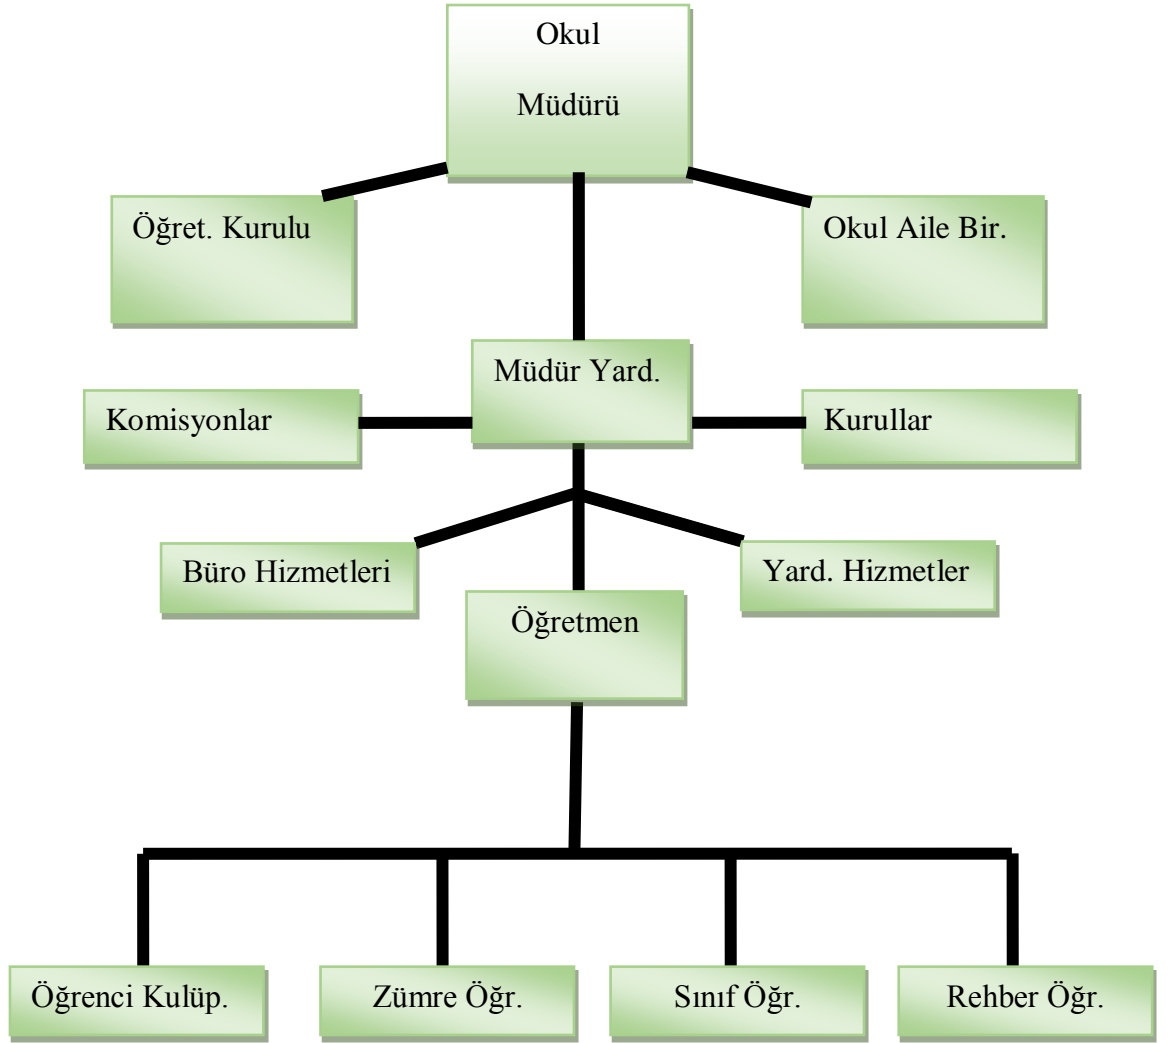 Okul
Müdürü
Öğret. Kurulu
Okul Aile Bir.
Müdür Yard.
Komisyonlar
Kurullar
Büro Hizmetleri
Yard. Hizmetler
Öğretmen
Öğrenci Kulüp.
Zümre Öğr.
Sınıf Öğr.
Rehber Öğr.